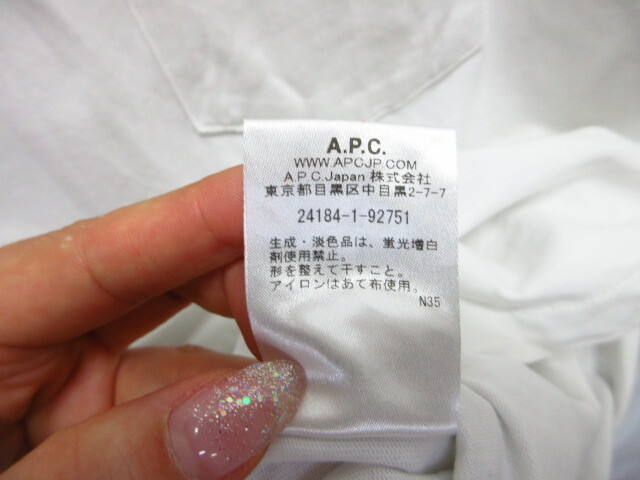 A.P.C.
WWW.APCJP.COM
A.P.C.Japan 株式会社
東京都目黒区中目黒2-7-7
24184-1-92751
生成・淡色品は、蛍光増白
剤使用禁止。
形を整えて干すこと。
アイロンはあて布使用。
N35